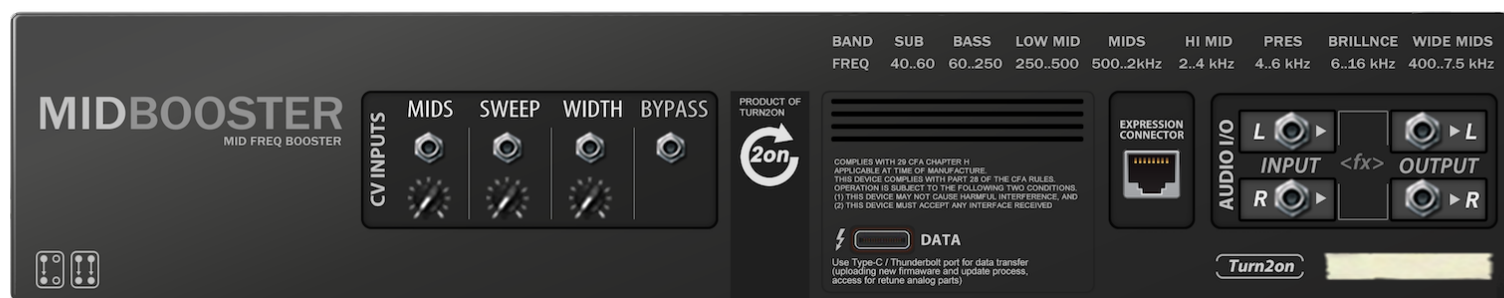 BAND SUB BASS LOW MID MIDS HI MID PRES BRILLNCE WIDE MIDS
FREQ 40..60 60..250 250..500 500..2kHz 2..4 kHz 4..6 kHz 6..16 kHz 400..7.5 kHz
MIDBOOSTER
MID FREQ BOOSTER
CV INPUTS
MIDS SWEEP WIDTH BYPASS
PRODUCT OF
TURN2ON
2on
COMPLIES WITH 29 CFA CHAPTER H
APPLICABLE AT TIME OF MANUFACTURE.
THIS DEVICE COMPLIES WITH PART 28 OF THE CFA RULES.
OPERATION IS SUBJECT TO THE FOLLOWING TWO CONDITIONS.
(1) THIS DEVICE MAY NOT CAUSE HARMFUL INTERFERENCE, AND
(2) THIS DEVICE MUST ACCEPT ANY INTERFACE RECEIVED
DATA
Use Type-C / Thunderbolt port for data transfer
(uploading new firmaware and update process,
access for retune analog parts)
EXPRESSION
CONNECTOR
AUDIO I/O
L L
INPUT <fx> OUTPUT
R R
Turn2on